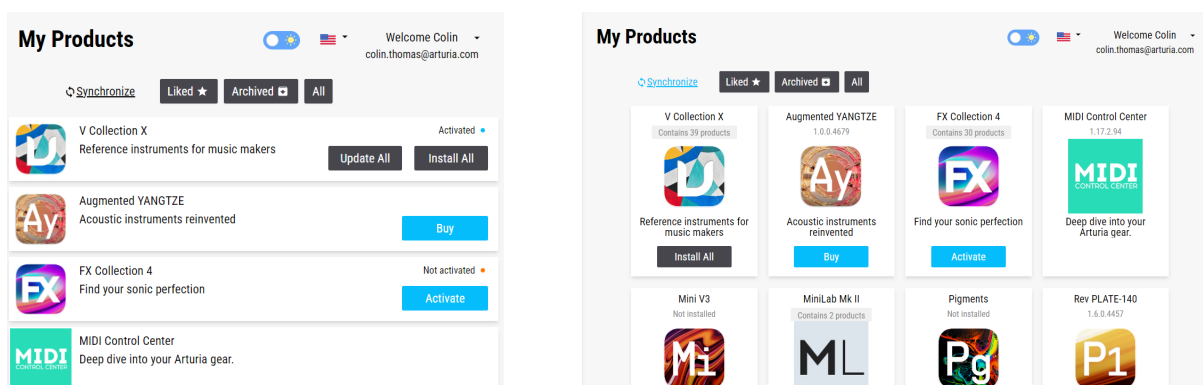 My Products
Welcome Colin
colin.thomas@arturia.com
Synchronize
Liked
Archived
All
V Collection X
Activated
Reference instruments for music makers
Update All
Install All
Ay
Augmented YANGTZE
Acoustic instruments reinvented
Buy
FX
FX Collection 4
Not activated
Find your sonic perfection
Activate
MIDI
CONTROL CENTER
MIDI Control Center
Deep dive into your Arturia gear.
My Products
Welcome Colin
colin.thomas@arturia.com
Synchronize
Liked
Archived
All
V Collection X
Contains 39 products
Reference instruments for
music makers
Install All
Augmented YANGTZE
1.0.0.4679
Ay
Acoustic instruments
reinvented
Buy
FX Collection 4
Contains 30 products
FX
Find your sonic perfection
Activate
MIDI Control Center
1.17.2.94
MIDI
CONTROL CENTER
Deep dive into your
Arturia gear.
Mini V3
Not installed
Mi
MiniLab Mk II
Contains 2 products
ML
Pigments
Not installed
Pg
Rev PLATE-140
1.6.0.4457
P1